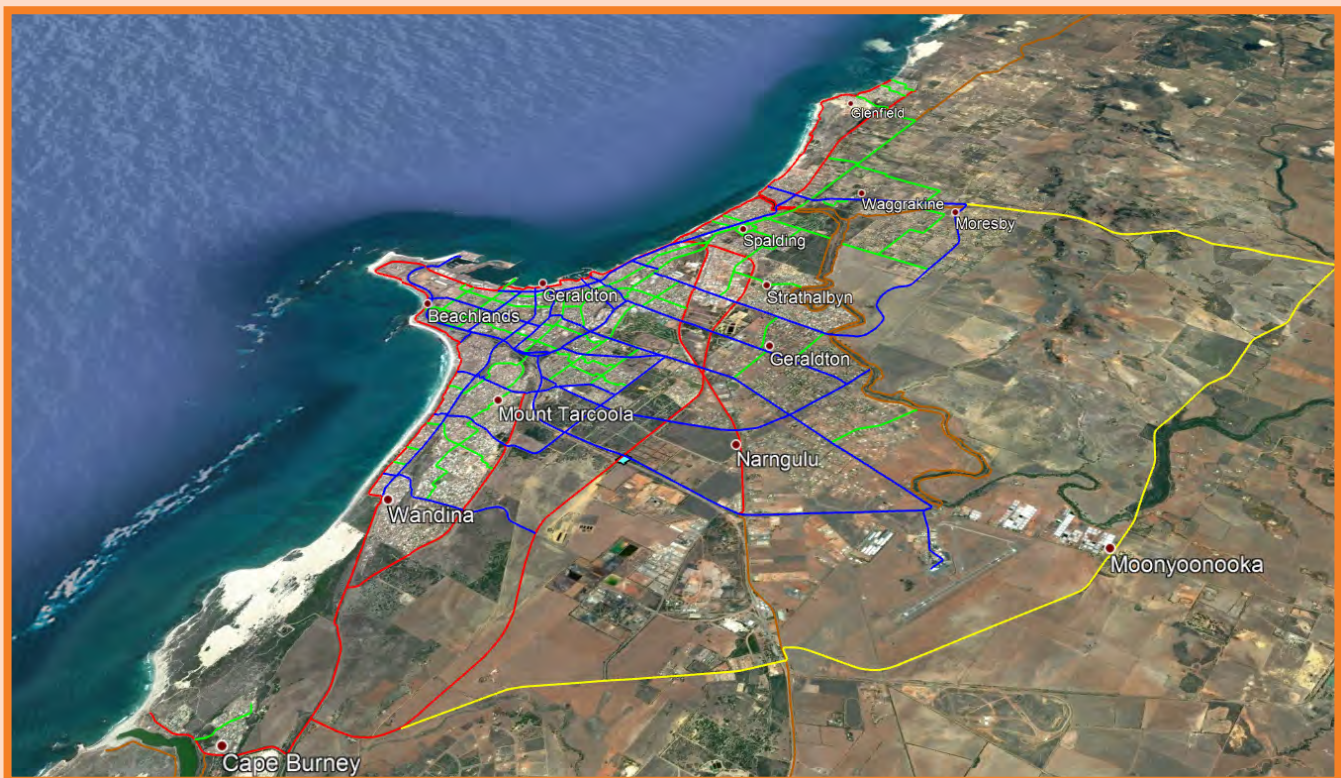 Glenfield
Waggrakine
Moresby
Spalding
Strathalbyn
Geraldton
Beachlands
Geraldton
Mount Tarcoola
Narngulu
Wandina
Moonyoonooka
Cape Burney